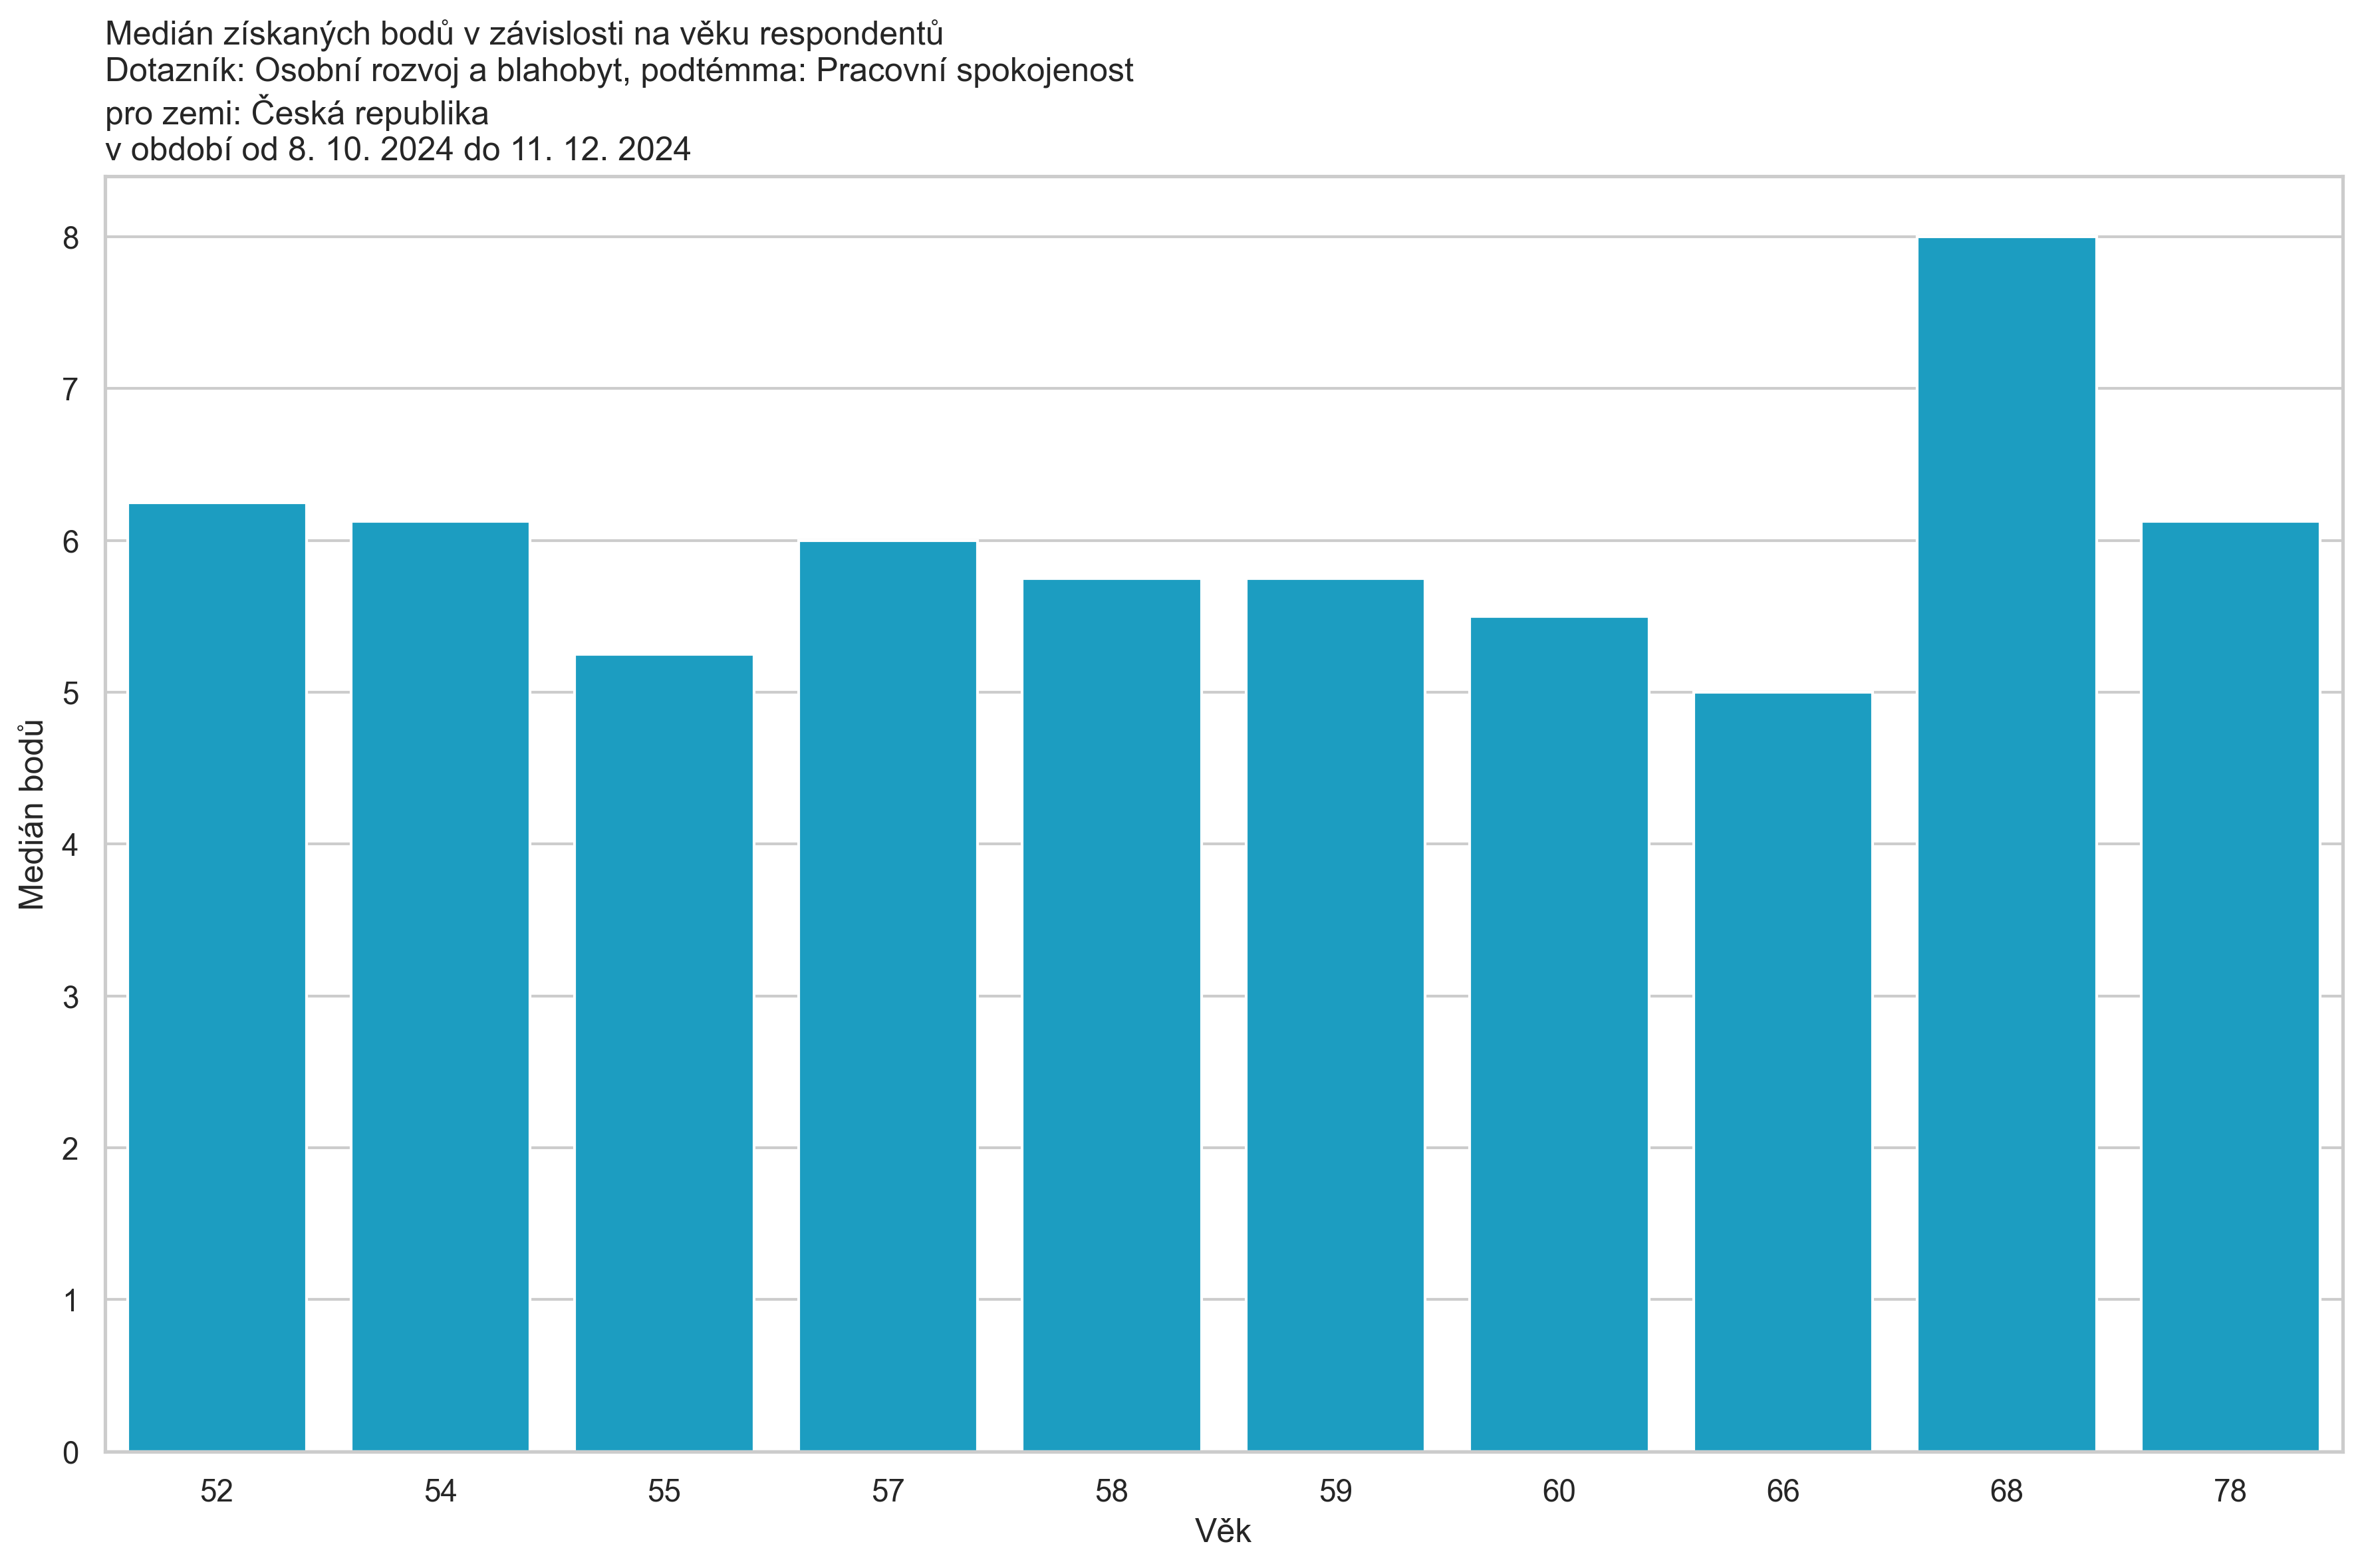 Medián získaných bodů v závislosti na věku respondentů
Dotazník: Osobní rozvoj a blahobyt, podtémma: Pracovní spokojenost
pro zemi: Česká republika
v období od 8. 10. 2024 do 11. 12. 2024
8
7
6
5
4
3
2
1
0
Medián bodů
52 54 55 57 58 59 60 66 68 78
Věk